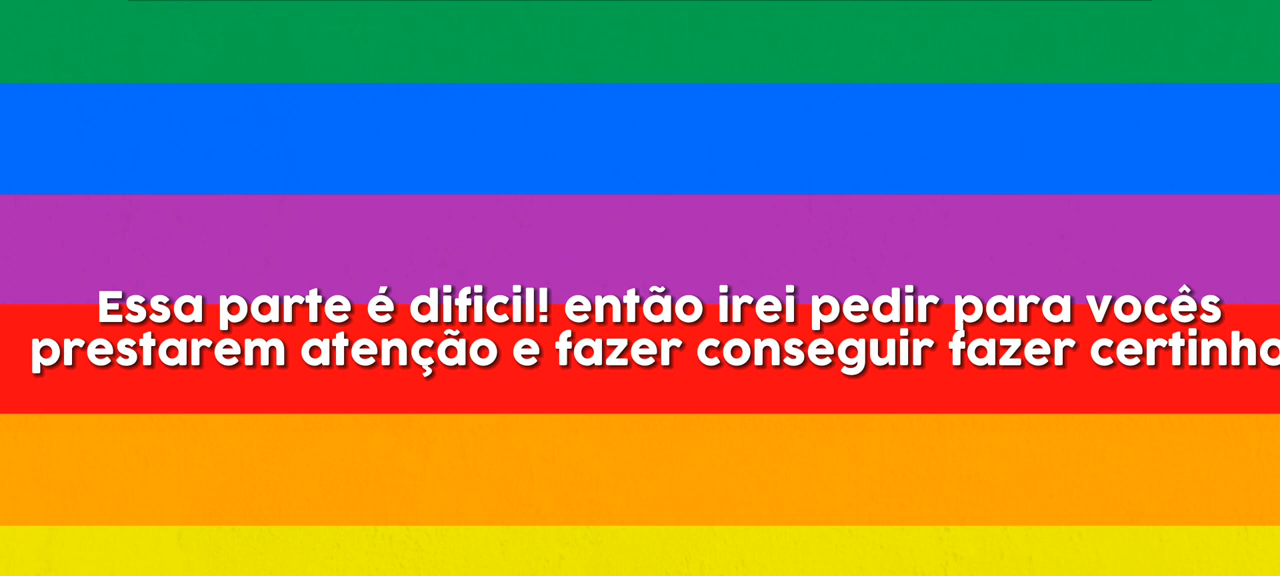 Essa parte é dificil! então irei pedir para vocês
prestarem atenção e fazer conseguir fazer certinho